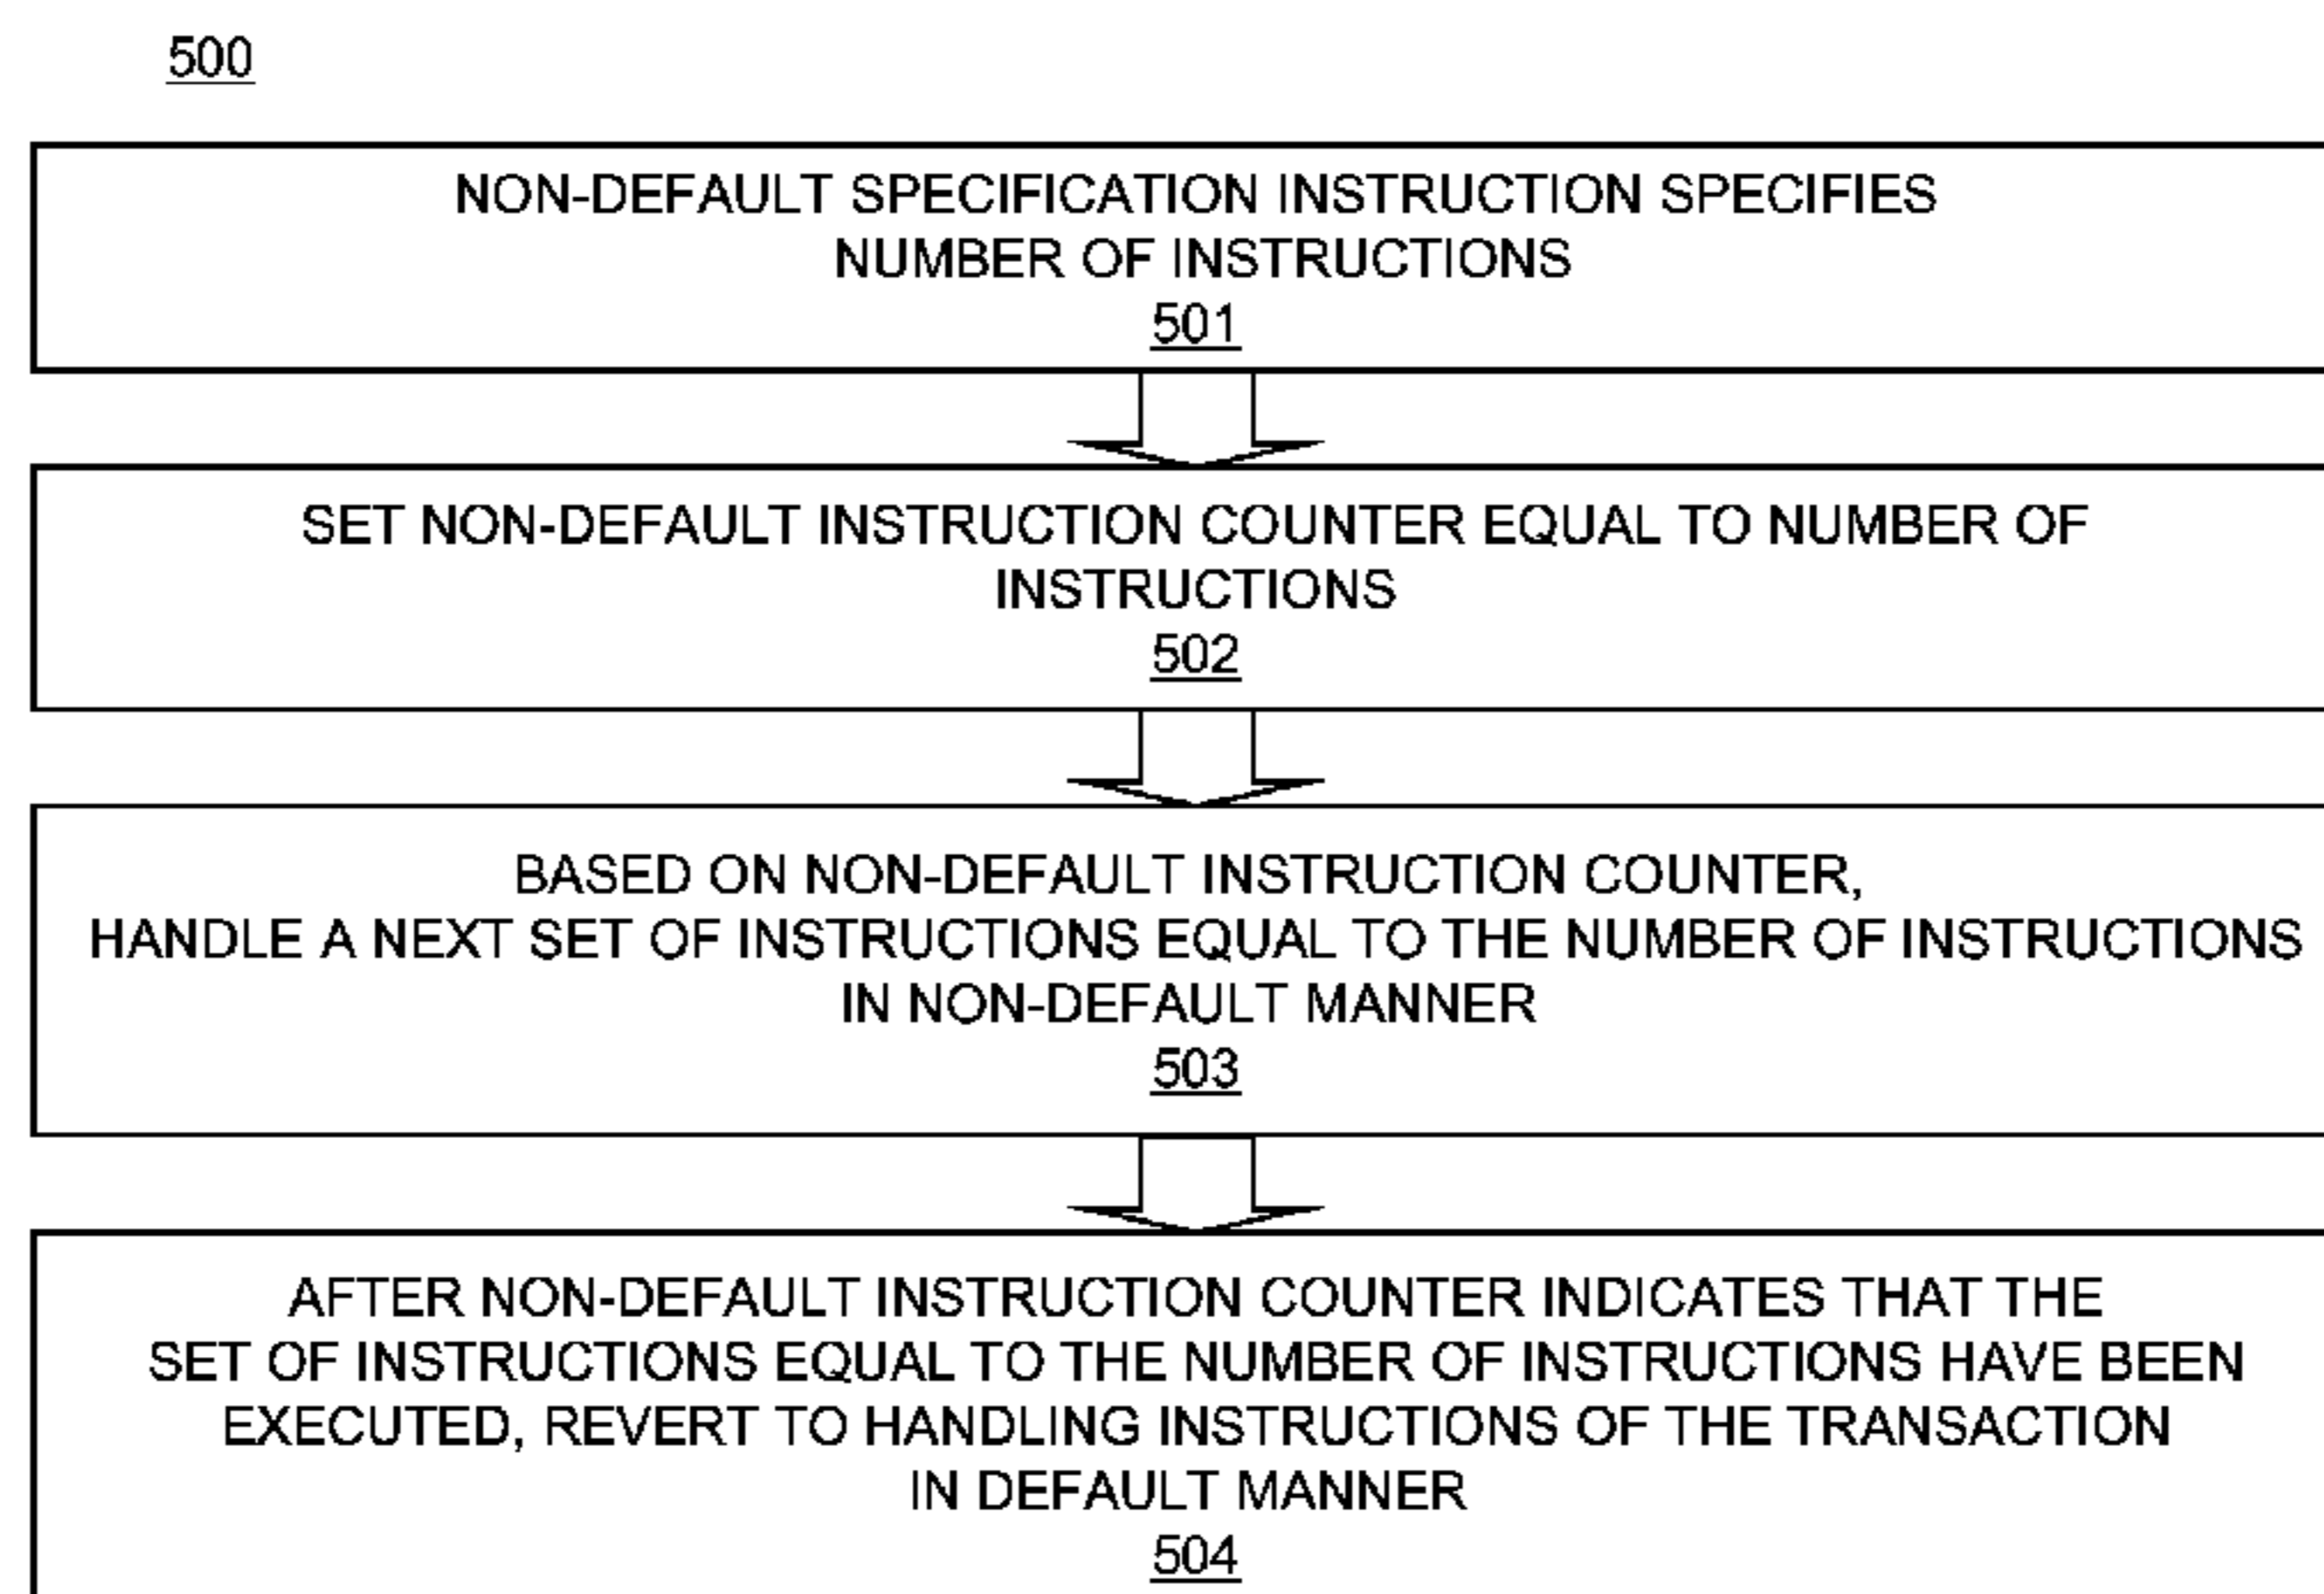 500
NON-DEFAULT SPECIFICATION INSTRUCTION SPECIFIES
NUMBER OF INSTRUCTIONS
501
SET NON-DEFAULT INSTRUCTION COUNTER EQUAL TO NUMBER OF
INSTRUCTIONS
502
BASED ON NON-DEFAULT INSTRUCTION COUNTER,
HANDLE A NEXT SET OF INSTRUCTIONS EQUAL TO THE NUMBER OF INSTRUCTIONS
IN NON-DEFAULT MANNER
503
AFTER NON-DEFAULT INSTRUCTION COUNTER INDICATES THAT THE
SET OF INSTRUCTIONS EQUAL TO THE NUMBER OF INSTRUCTIONS HAVE BEEN
EXECUTED, REVERT TO HANDLING INSTRUCTIONS OF THE TRANSACTION
IN DEFAULT MANNER
504